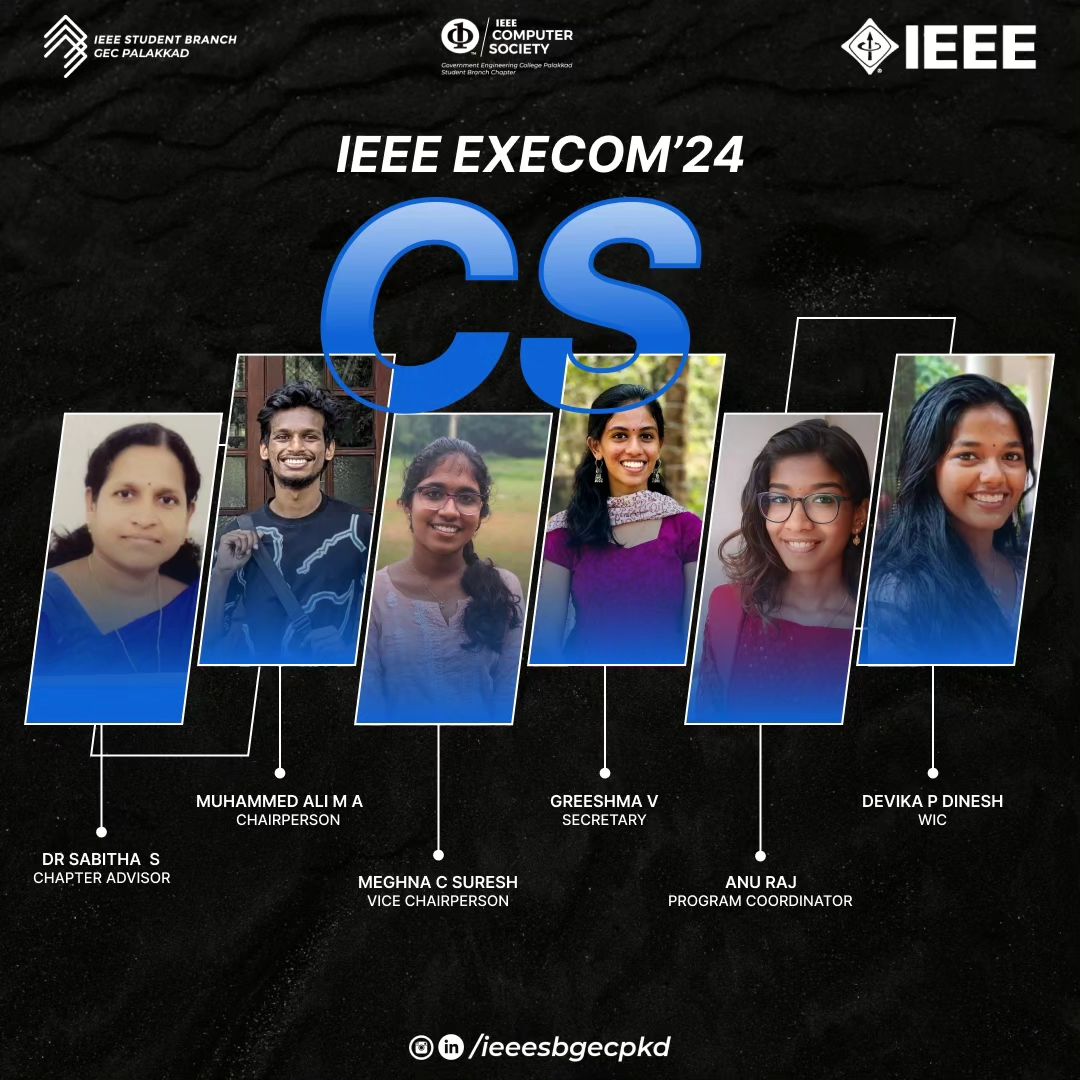 IEEE STUDENT BRANCH
GEC PALAKKAD
IEEE
COMPUTER
SOCIETY
Government Engineering College Palakkad
Student Branch Chapter
IEEE
IEEE EXECOM’24
CS
DR SABITHA S
CHAPTER ADVISOR
MUHAMMED ALI M A
CHAIRPERSON
MEGHNA C SURESH
VICE CHAIRPERSON
GREESHMA V
SECRETARY
ANU RAJ
PROGRAM COORDINATOR
DEVIKA P DINESH
WIC
/ieeesbgecpkd